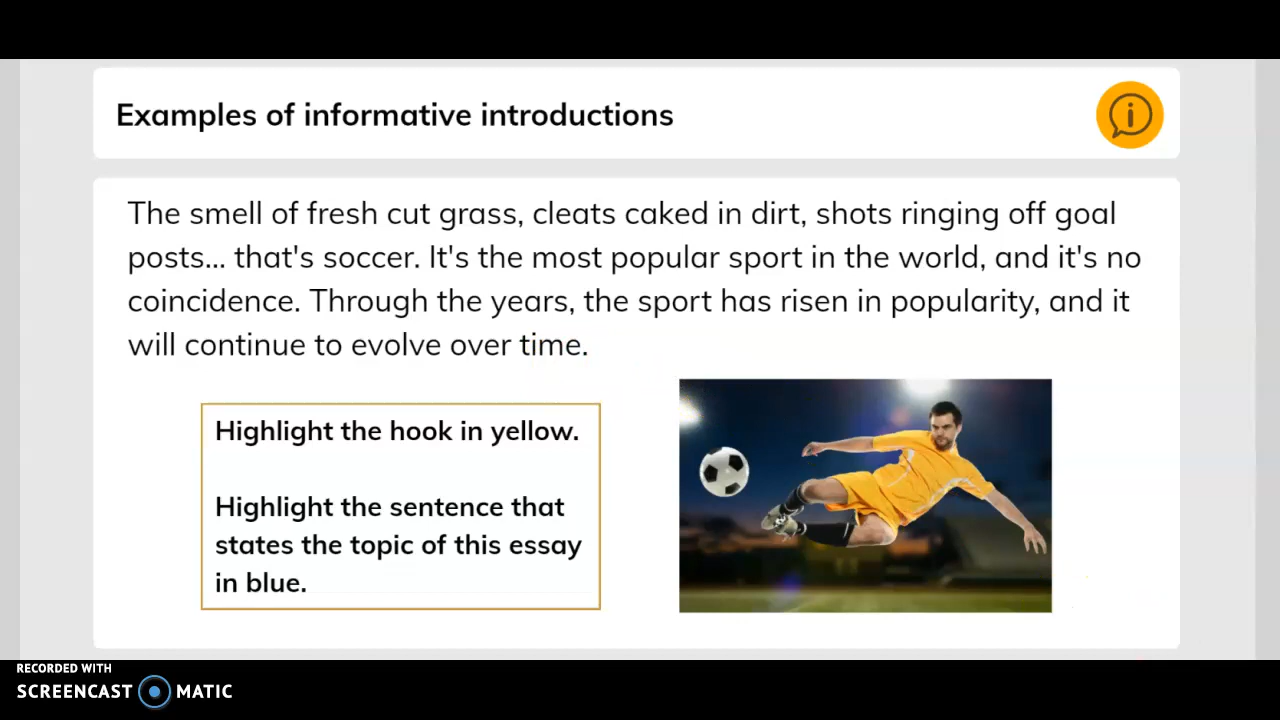 Examples of informative introductions
The smell of fresh cut grass, cleats caked in dirt, shots ringing off goal
posts... that's soccer. It's the most popular sport in the world, and it's no
coincidence. Through the years, the sport has risen in popularity, and it
will continue to evolve over time.
Highlight the hook in yellow.
Highlight the sentence that
states the topic of this essay
in blue.
RECORDED WITH
SCREENCAST MATIC